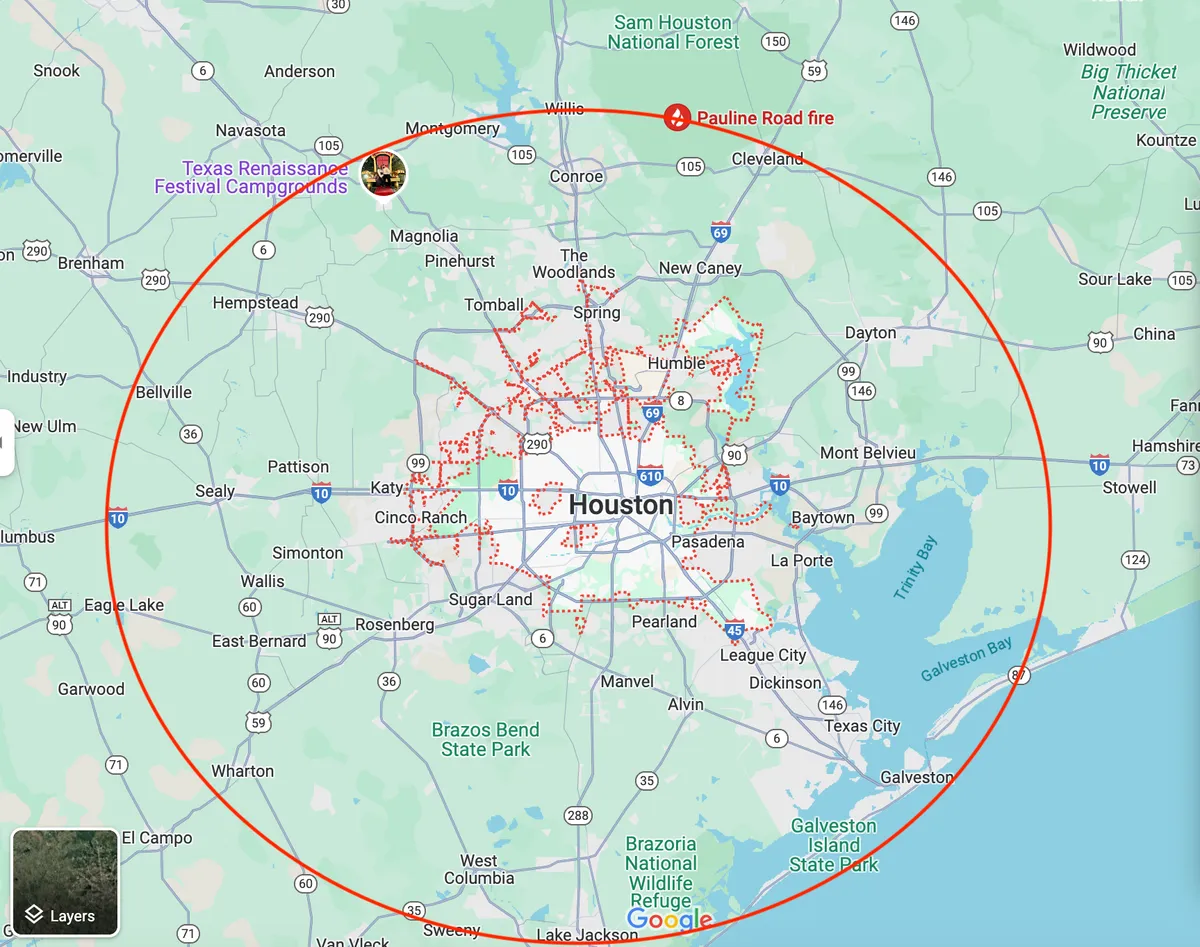 30
146
Sam Houston
National Forest
150
59
Wildwood
Snook
6
Anderson
Big Thicket
National
Preserve
Willis
Pauline Road fire
Navasota
Montgomery
105
omerville
105
105
Cleveland
Kountze
Texas Renaissance
Festival Campgrounds
Conroe
146
105
Lu
69
Magnolia
Pinehurst
290
on
Brenham
6
290
The
Woodlands
New Caney
Sour Lake
105
Hempstead
290
Tomball
Spring
Dayton
90
China
Humble
99
146
Industry
Bellville
8
Fann
69
New Ulm
36
290
Hamshire
99
90
Mont Belvieu
10
73
Pattison
610
10
Stowell
Sealy
10
Katy
10
Houston
10
Cinco Ranch
Baytown
99
lumbus
Pasadena
Simonton
La Porte
124
Trinity Bay
71
Wallis
ALT
90
Eagle Lake
60
Sugar Land
ALT
90
Rosenberg
Pearland
45
East Bernard
6
League City
Galveston Bay
87
Garwood
60
36
Manvel
Dickinson
59
Alvin
146
Texas City
Brazos Bend
State Park
6
71
Wharton
35
Galveston
288
El Campo
Galveston
Island
State Park
Brazoria
National
Wildlife
Refuge
West
Columbia
60
35
Layers
Google
71
Sweeny
Lake Jackson
Van Vleck